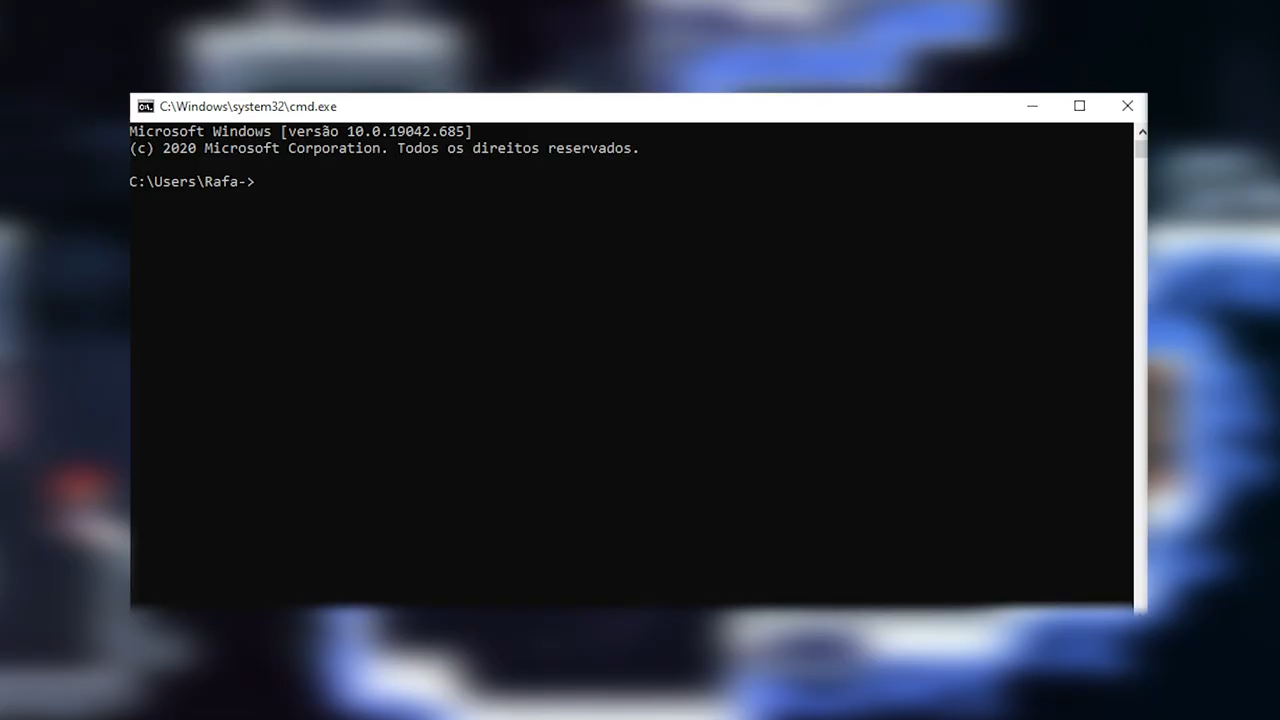 C:\Windows\system32\cmd.exe
Microsoft Windows [versão 10.0.19042.685]
(c) 2020 Microsoft Corporation. Todos os direitos reservados.
C:\Users\Rafa->